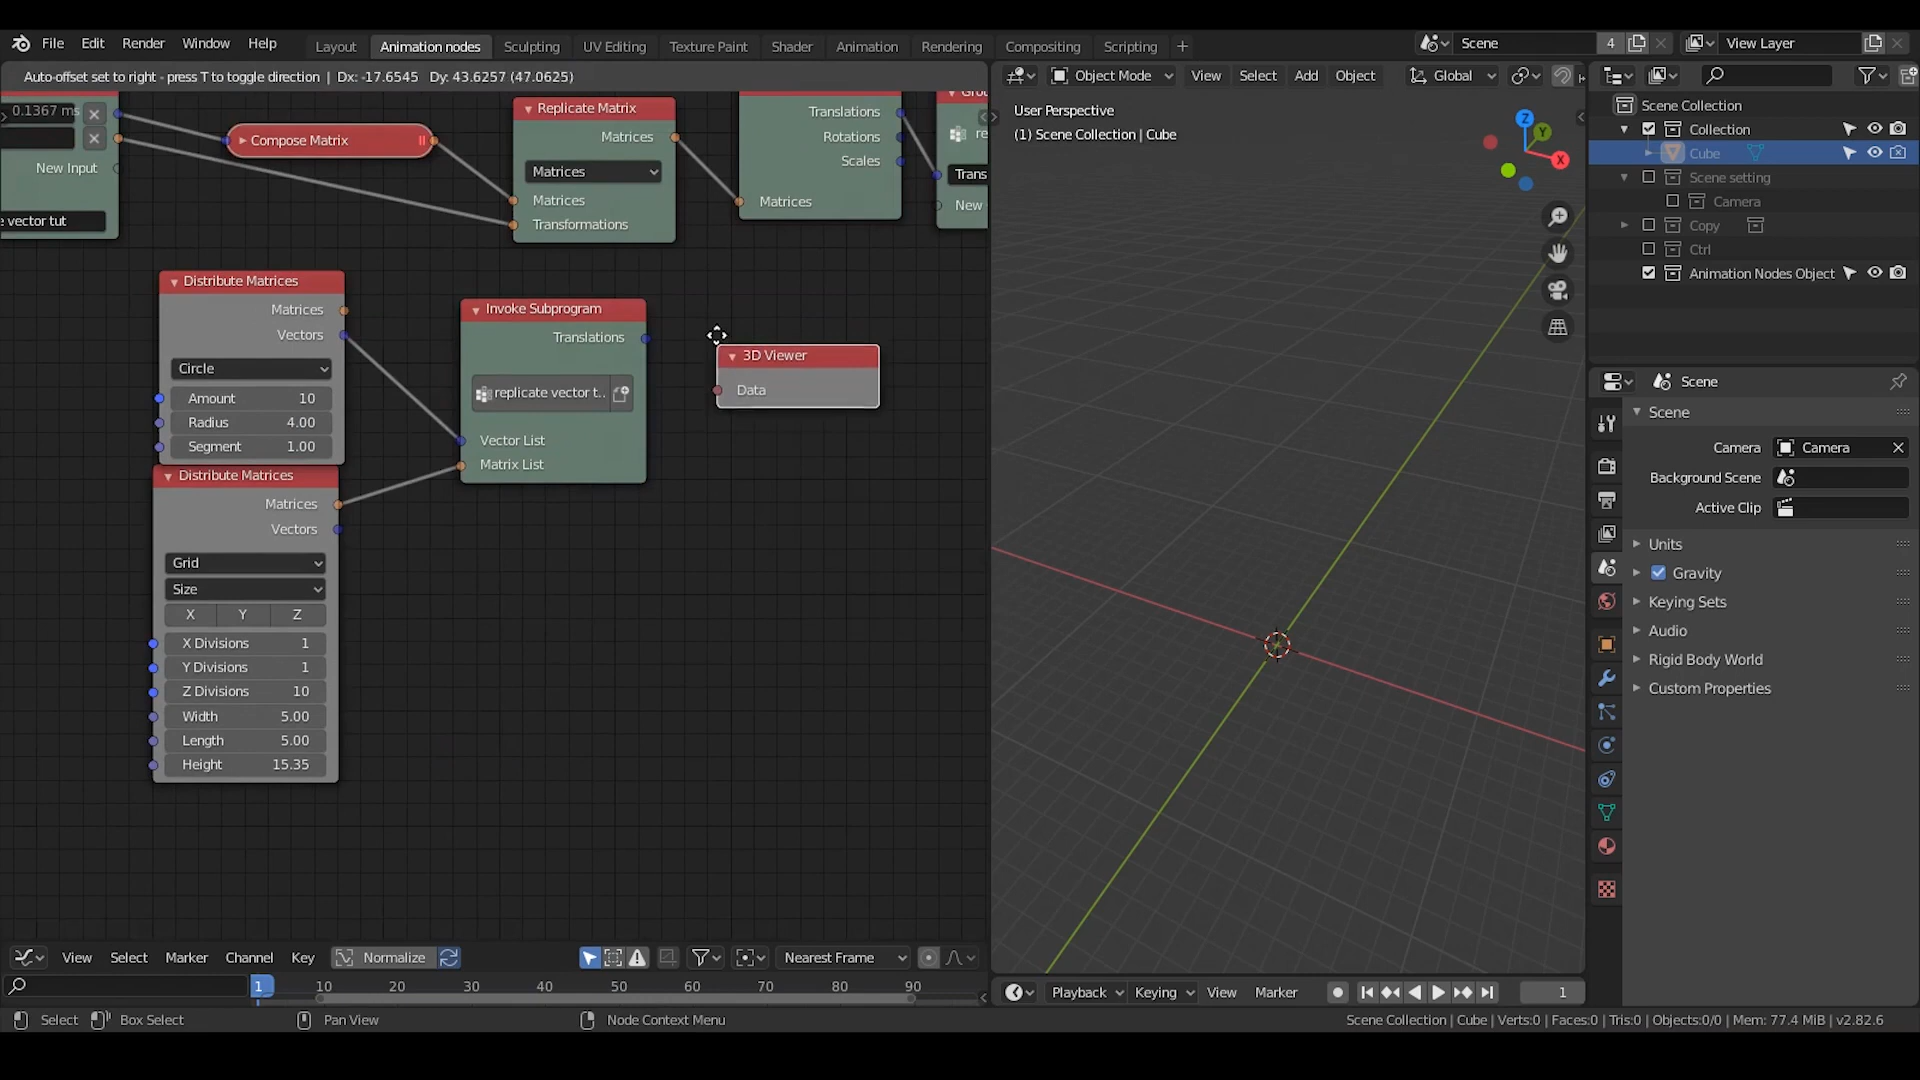 File Edit Render Window Help
Layout Animation nodes Sculpting UV Editing Texture Paint Shader Animation Rendering Compositing Scripting +
Scene 4 View Layer
Auto-offset set to right - press T to toggle direction | Dx: -17.6545 Dy: 43.6257 (47.0625)
0.1367 ms
New Input
e vector tut
Compose Matrix
Replicate Matrix
Matrices
Matrices
Matrices
Transformations
Translations
Rotations
Scales
Matrices
Gro
re
Trans
New
Distribute Matrices
Matrices
Vectors
Circle
Amount 10
Radius 4.00
Segment 1.00
Distribute Matrices
Matrices
Vectors
Grid
Size
X Y Z
X Divisions 1
Y Divisions 1
Z Divisions 10
Width 5.00
Length 5.00
Height 15.35
Invoke Subprogram
Translations
replicate vector t..
Vector List
Matrix List
3D Viewer
Data
View Select Marker Channel Key Normalize Nearest Frame
1 10 20 30 40 50 60 70 80 90
Object Mode View Select Add Object Global
User Perspective
(1) Scene Collection | Cube
Z
Y
X
Playback Keying View Marker 1
Scene Collection
Collection
Cube
Scene setting
Camera
Copy
Ctrl
Animation Nodes Object
Scene
Scene
Camera Camera
Background Scene
Active Clip
Units
Gravity
Keying Sets
Audio
Rigid Body World
Custom Properties
Select Box Select Pan View Node Context Menu
Scene Collection | Cube | Verts:0 | Faces:0 | Tris:0 | Objects:0/0 | Mem: 77.4 MiB | v2.82.6